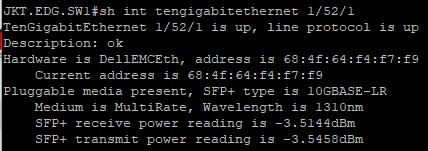 JKT.EDG.SW1#sh int tengigabitethernet 1/52/1
TenGigabitEthernet 1/52/1 is up, line protocol is up
Description: ok
Hardware is DellEMCEth, address is 68:4f:64:f4:f7:f9
Current address is 68:4f:64:f4:f7:f9
Pluggable media present, SFP+ type is 10GBASE-LR
Medium is MultiRate, Wavelength is 1310nm
SFP+ receive power reading is -3.5144dBm
SFP+ transmit power reading is -3.5458dBm